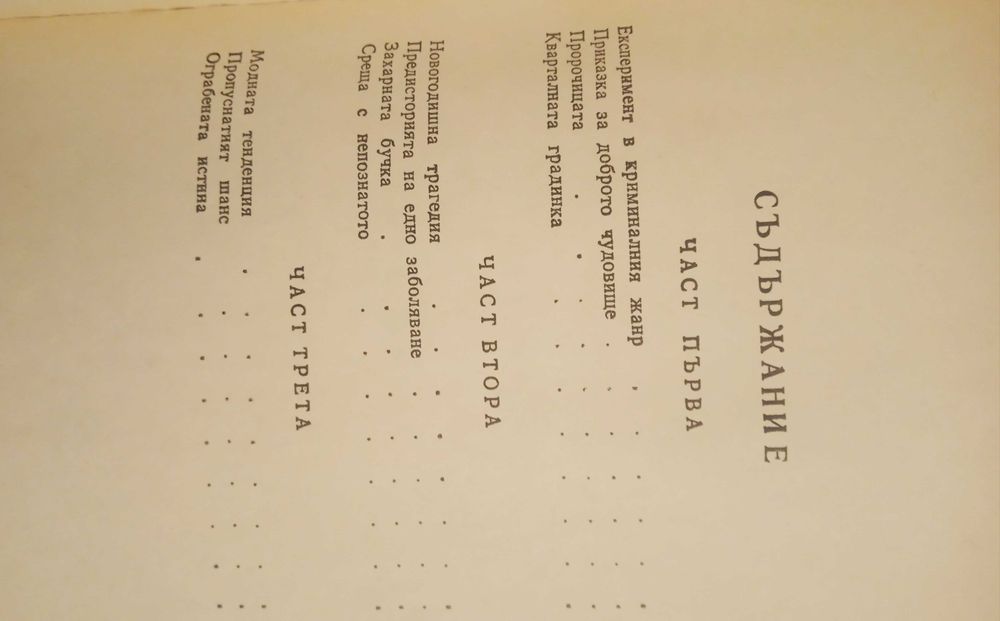 СЪДЪРЖАНИЕ
ЧАСТ ПЪРВА
Експеримент в криминалния жанр . . . . . .
Приказка за доброто чудовище . . . . . . .
Пророчицата . . . . . . . . . .
Кварталната градинка . . . . . . . .
ЧАСТ ВТОРА
Новогодишна трагедия . . . . . . . .
Предисторията на едно заболяване . . . . . .
Захарната бучка . . . . . . . . . .
Среща с непознатото . . . . . . . .
ЧАСТ ТРЕТА
Модната тенденция . . . . . . . . .
Пропуснатият шанс . . . . . . . . .
Ограбената истина . . . . . . . . .